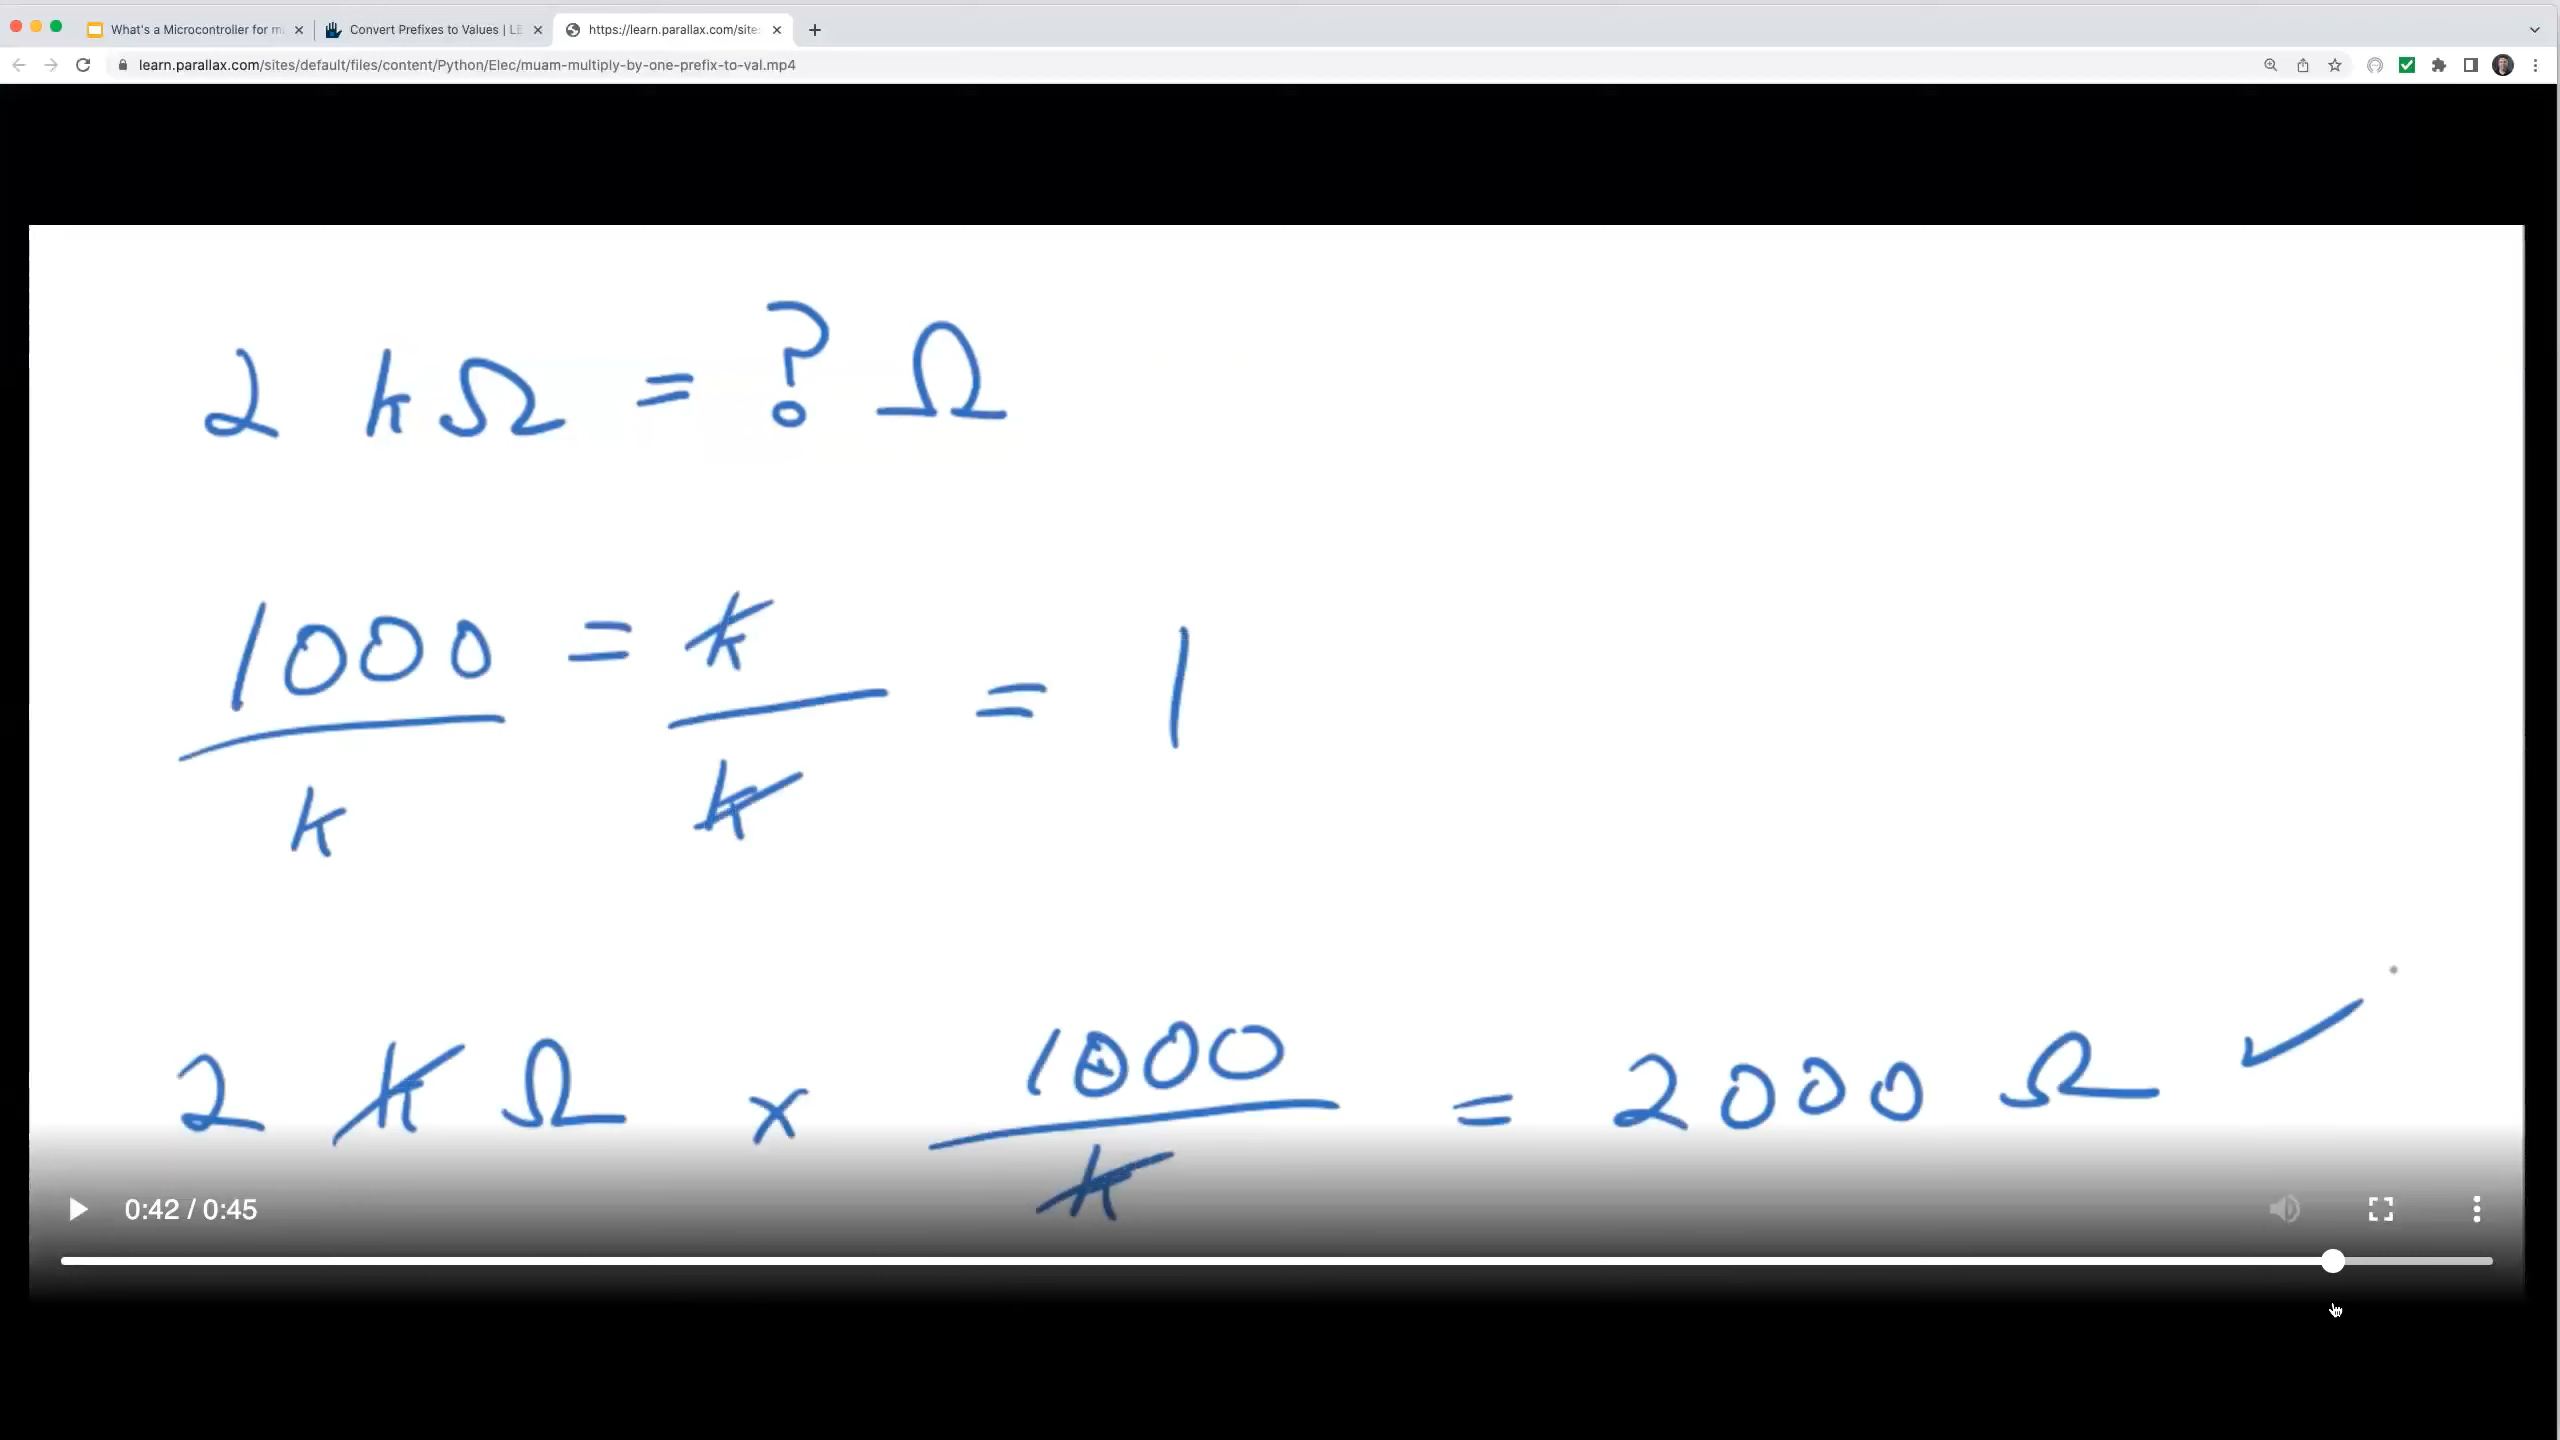 What's a Microcontroller for m
Convert Prefixes to Values | LE
https://learn.parallax.com/site
learn.parallax.com/sites/default/files/content/Python/Elec/muam-multiply-by-one-prefix-to-val.mp4
2 kΩ = ? Ω
1000 = k = 1
k k
2 k Ω x 1000 = 2000 Ω ✓
k
0:42 / 0:45